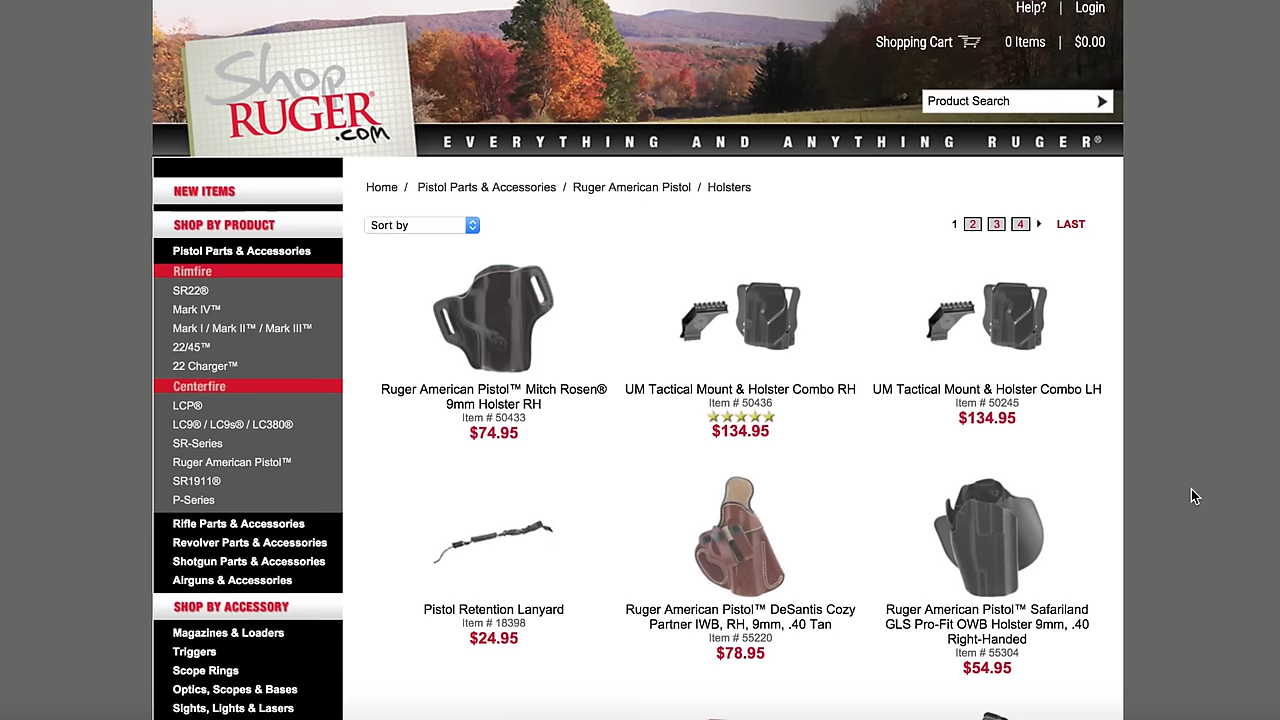 Help? | Login
Shopping Cart 0 Items | $0.00
Product Search
Shop
RUGER®
.com
EVERYTHING AND ANYTHING RUGER®
NEW ITEMS
SHOP BY PRODUCT
Pistol Parts & Accessories
Rimfire
SR22®
Mark IV™
Mark I / Mark II™ / Mark III™
22/45™
22 Charger™
Centerfire
LCP®
LC9® / LC9s® / LC380®
SR-Series
Ruger American Pistol™
SR1911®
P-Series
Rifle Parts & Accessories
Revolver Parts & Accessories
Shotgun Parts & Accessories
Airguns & Accessories
SHOP BY ACCESSORY
Magazines & Loaders
Triggers
Scope Rings
Optics, Scopes & Bases
Sights, Lights & Lasers
Home / Pistol Parts & Accessories / Ruger American Pistol / Holsters
Sort by
1 2 3 4 LAST
Ruger American Pistol™ Mitch Rosen®
9mm Holster RH
Item # 50433
$74.95
UM Tactical Mount & Holster Combo RH
Item # 50436
$134.95
UM Tactical Mount & Holster Combo LH
Item # 50245
$134.95
Pistol Retention Lanyard
Item # 18398
$24.95
Ruger American Pistol™ DeSantis Cozy
Partner IWB, RH, 9mm, .40 Tan
Item # 55220
$78.95
Ruger American Pistol™ Safariland
GLS Pro-Fit OWB Holster 9mm, .40
Right-Handed
Item # 55304
$54.95